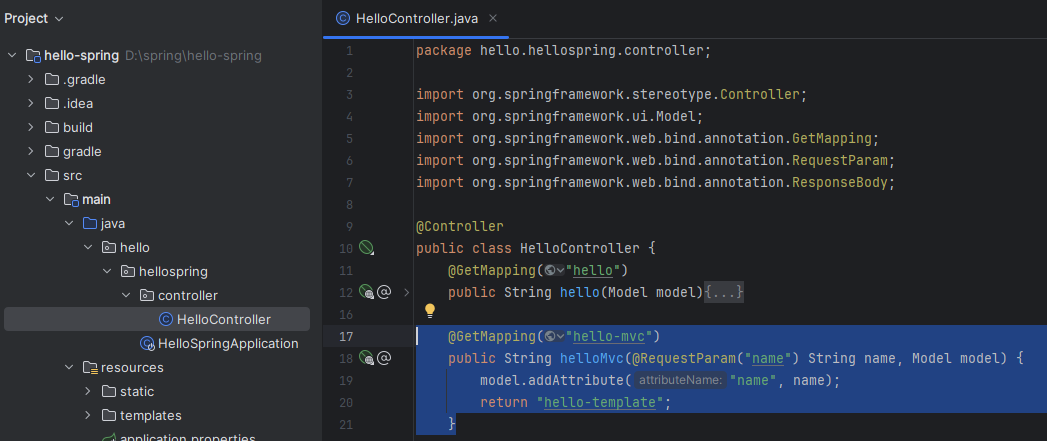 Project
hello-spring D:\spring\hello-spring
.gradle
.idea
build
gradle
src
main
java
hello
hellospring
controller
HelloController
HelloSpringApplication
resources
static
templates
application.properties
HelloController.java
1 package hello.hellospring.controller;
2
3 import org.springframework.stereotype.Controller;
4 import org.springframework.ui.Model;
5 import org.springframework.web.bind.annotation.GetMapping;
6 import org.springframework.web.bind.annotation.RequestParam;
7 import org.springframework.web.bind.annotation.ResponseBody;
8
9 @Controller
10 public class HelloController {
11 @GetMapping("hello")
12 public String hello(Model model){...}
16
17 @GetMapping("hello-mvc")
18 public String helloMvc(@RequestParam("name") String name, Model model) {
19 model.addAttribute( attributeName: "name", name);
20 return "hello-template";
21 }